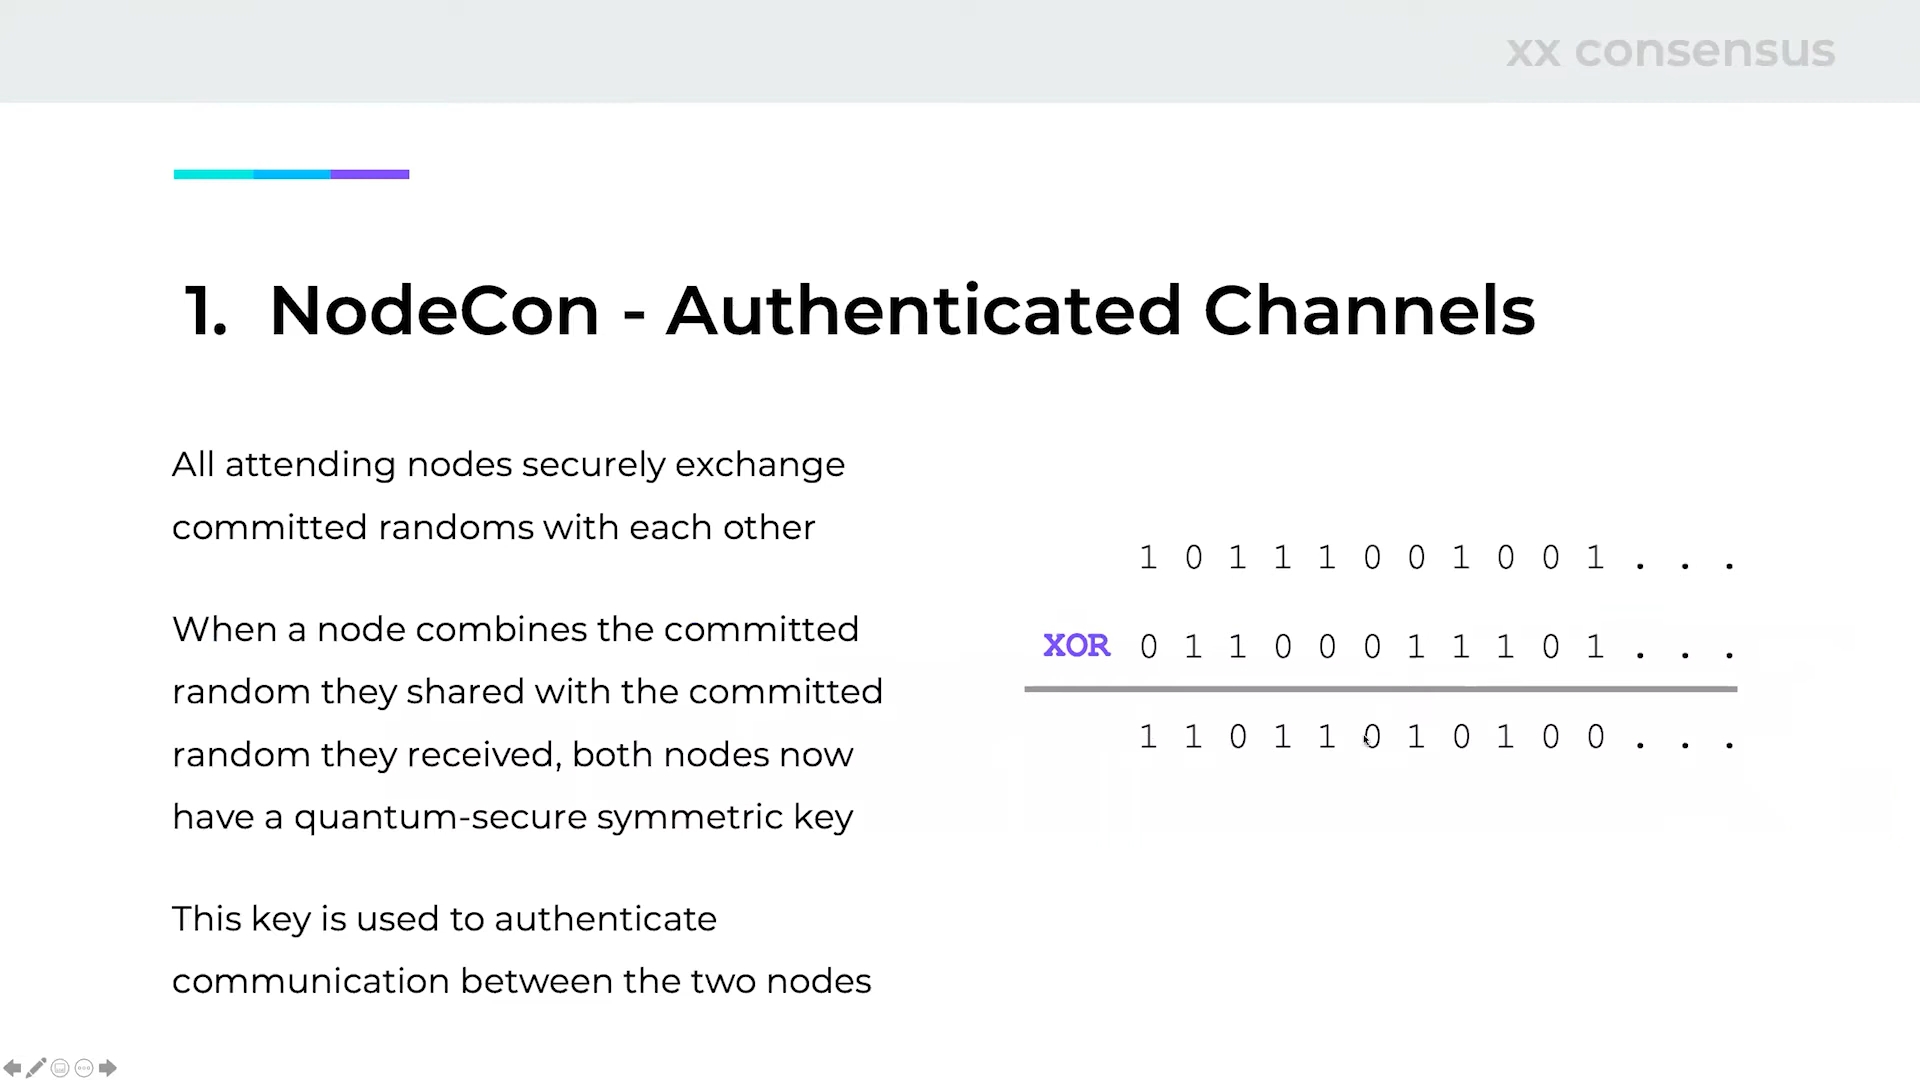 xx consensus
1. NodeCon - Authenticated Channels
All attending nodes securely exchange
committed randoms with each other
When a node combines the committed
random they shared with the committed
random they received, both nodes now
have a quantum-secure symmetric key
This key is used to authenticate
communication between the two nodes
1 0 1 1 1 0 0 1 0 0 1 . . .
XOR 0 1 1 0 0 0 1 1 1 0 1 . . .
1 1 0 1 1 0 1 0 1 0 0 . . .